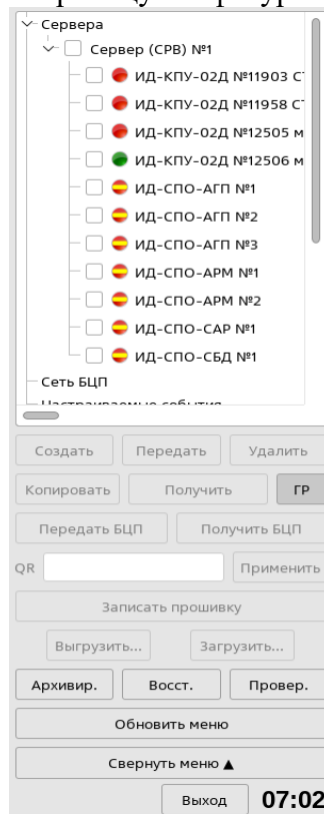 Сервера
Сервер (СРВ) №1
ИД-КПУ-02Д №11903
ИД-КПУ-02Д №11958
ИД-КПУ-02Д №12505 м
ИД-КПУ-02Д №12506 м
ИД-СПО-АГП №1
ИД-СПО-АГП №2
ИД-СПО-АГП №3
ИД-СПО-АРМ №1
ИД-СПО-АРМ №2
ИД-СПО-САР №1
ИД-СПО-СБД №1
Сеть БЦП
Настраиваемые события
Создать Передать Удалить
Копировать Получить ГР
Передать БЦП Получить БЦП
QR Применить
Записать прошивку
Выгрузить... Загрузить...
Архивир. Восст. Провер.
Обновить меню
Свернуть меню ▲
Выход 07:02